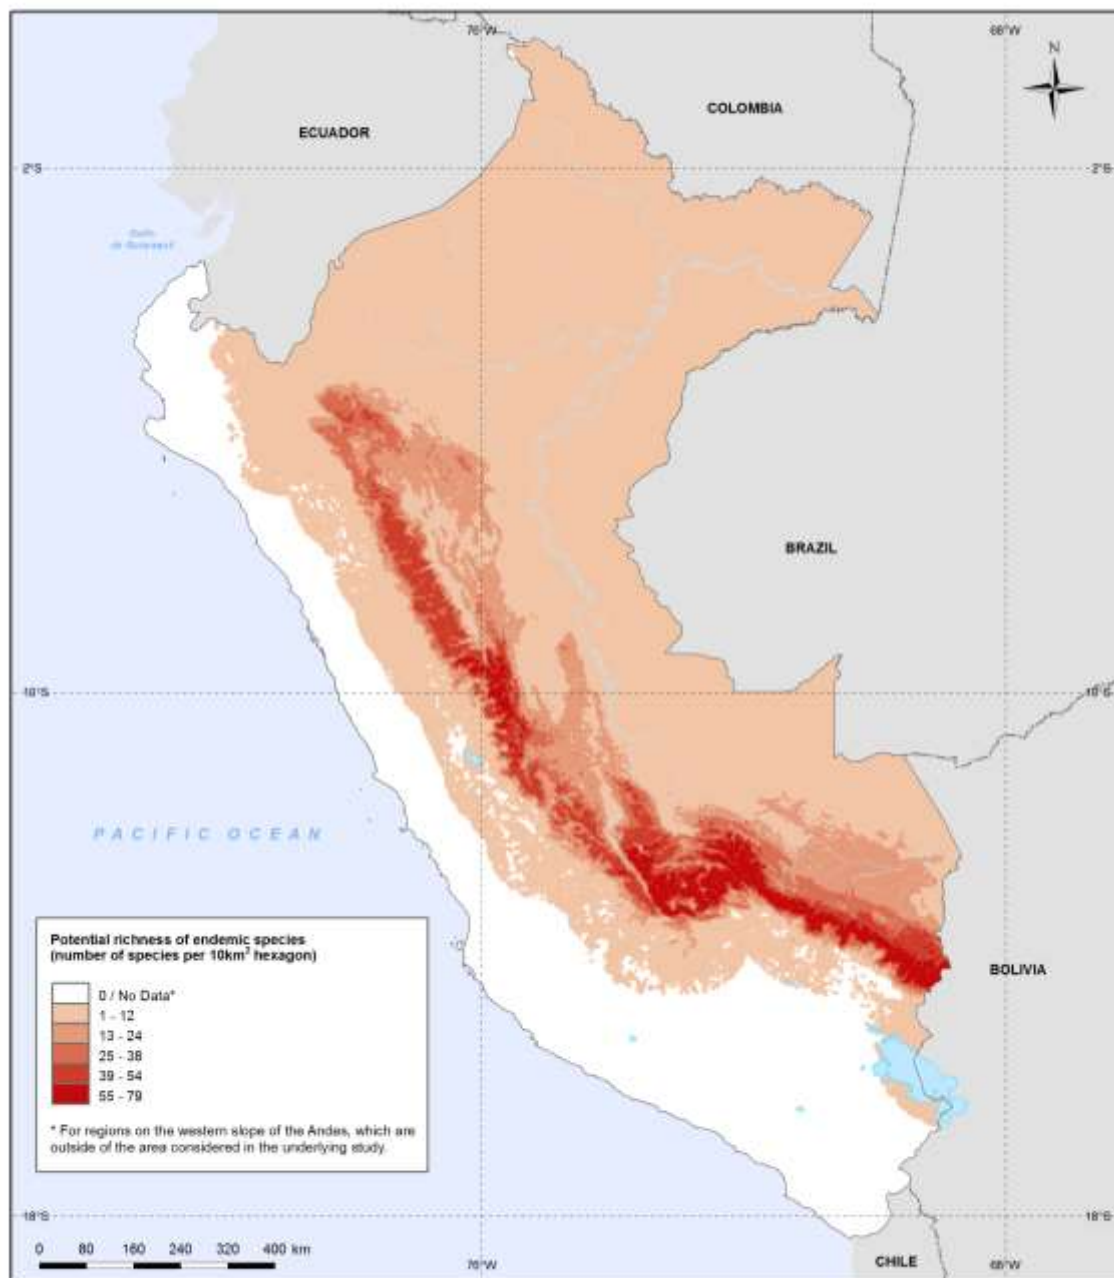 76°W 68°W
N
COLOMBIA
ECUADOR
2°S 2°S
BRAZIL
10°S 10°S
PACIFIC OCEAN
BOLIVIA
Potential richness of endemic species
(number of species per 10km² hexagon)
0 / No Data*
1 - 12
13 - 24
25 - 38
39 - 54
55 - 79
* For regions on the western slope of the Andes, which are
outside of the area considered in the underlying study.
18°S 18°S
0 80 160 240 320 400 km
76°W 68°W
CHILE